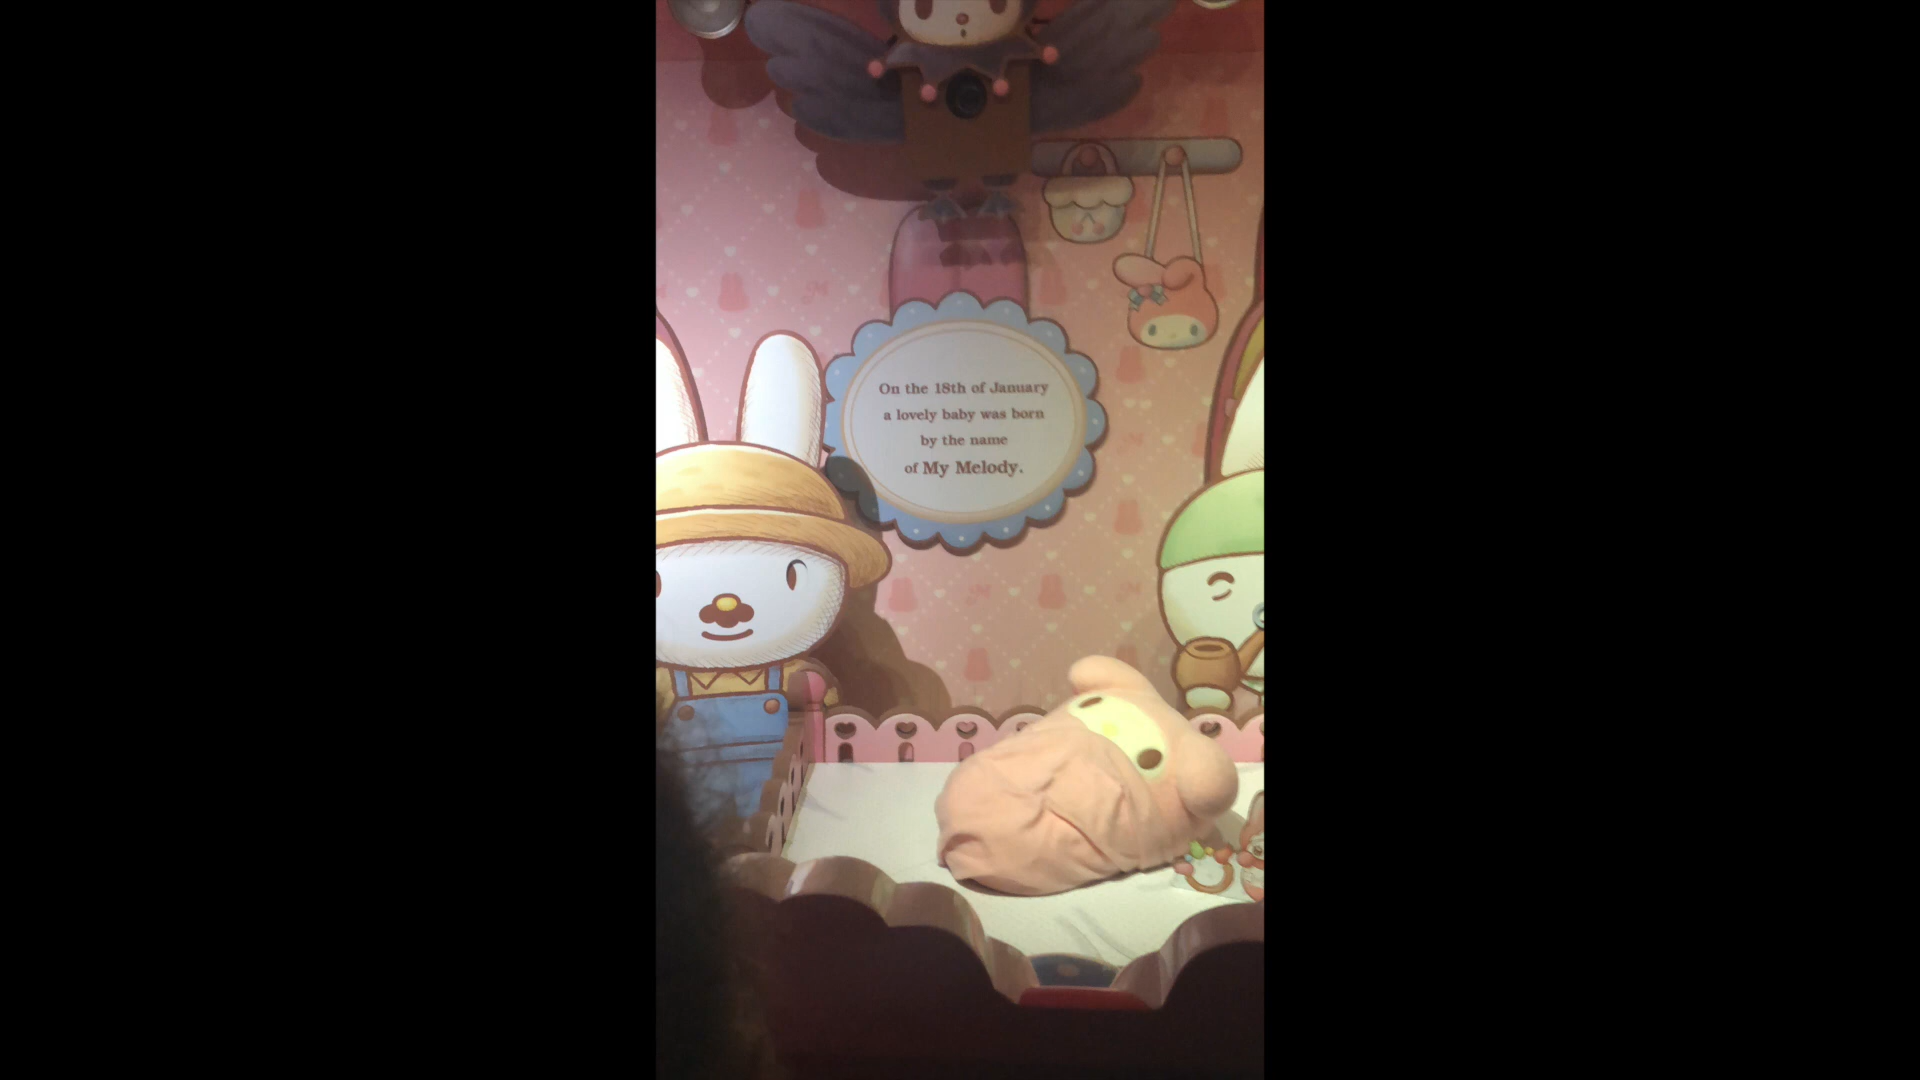 On the 18th of January
a lovely baby was born
by the name
of My Melody.